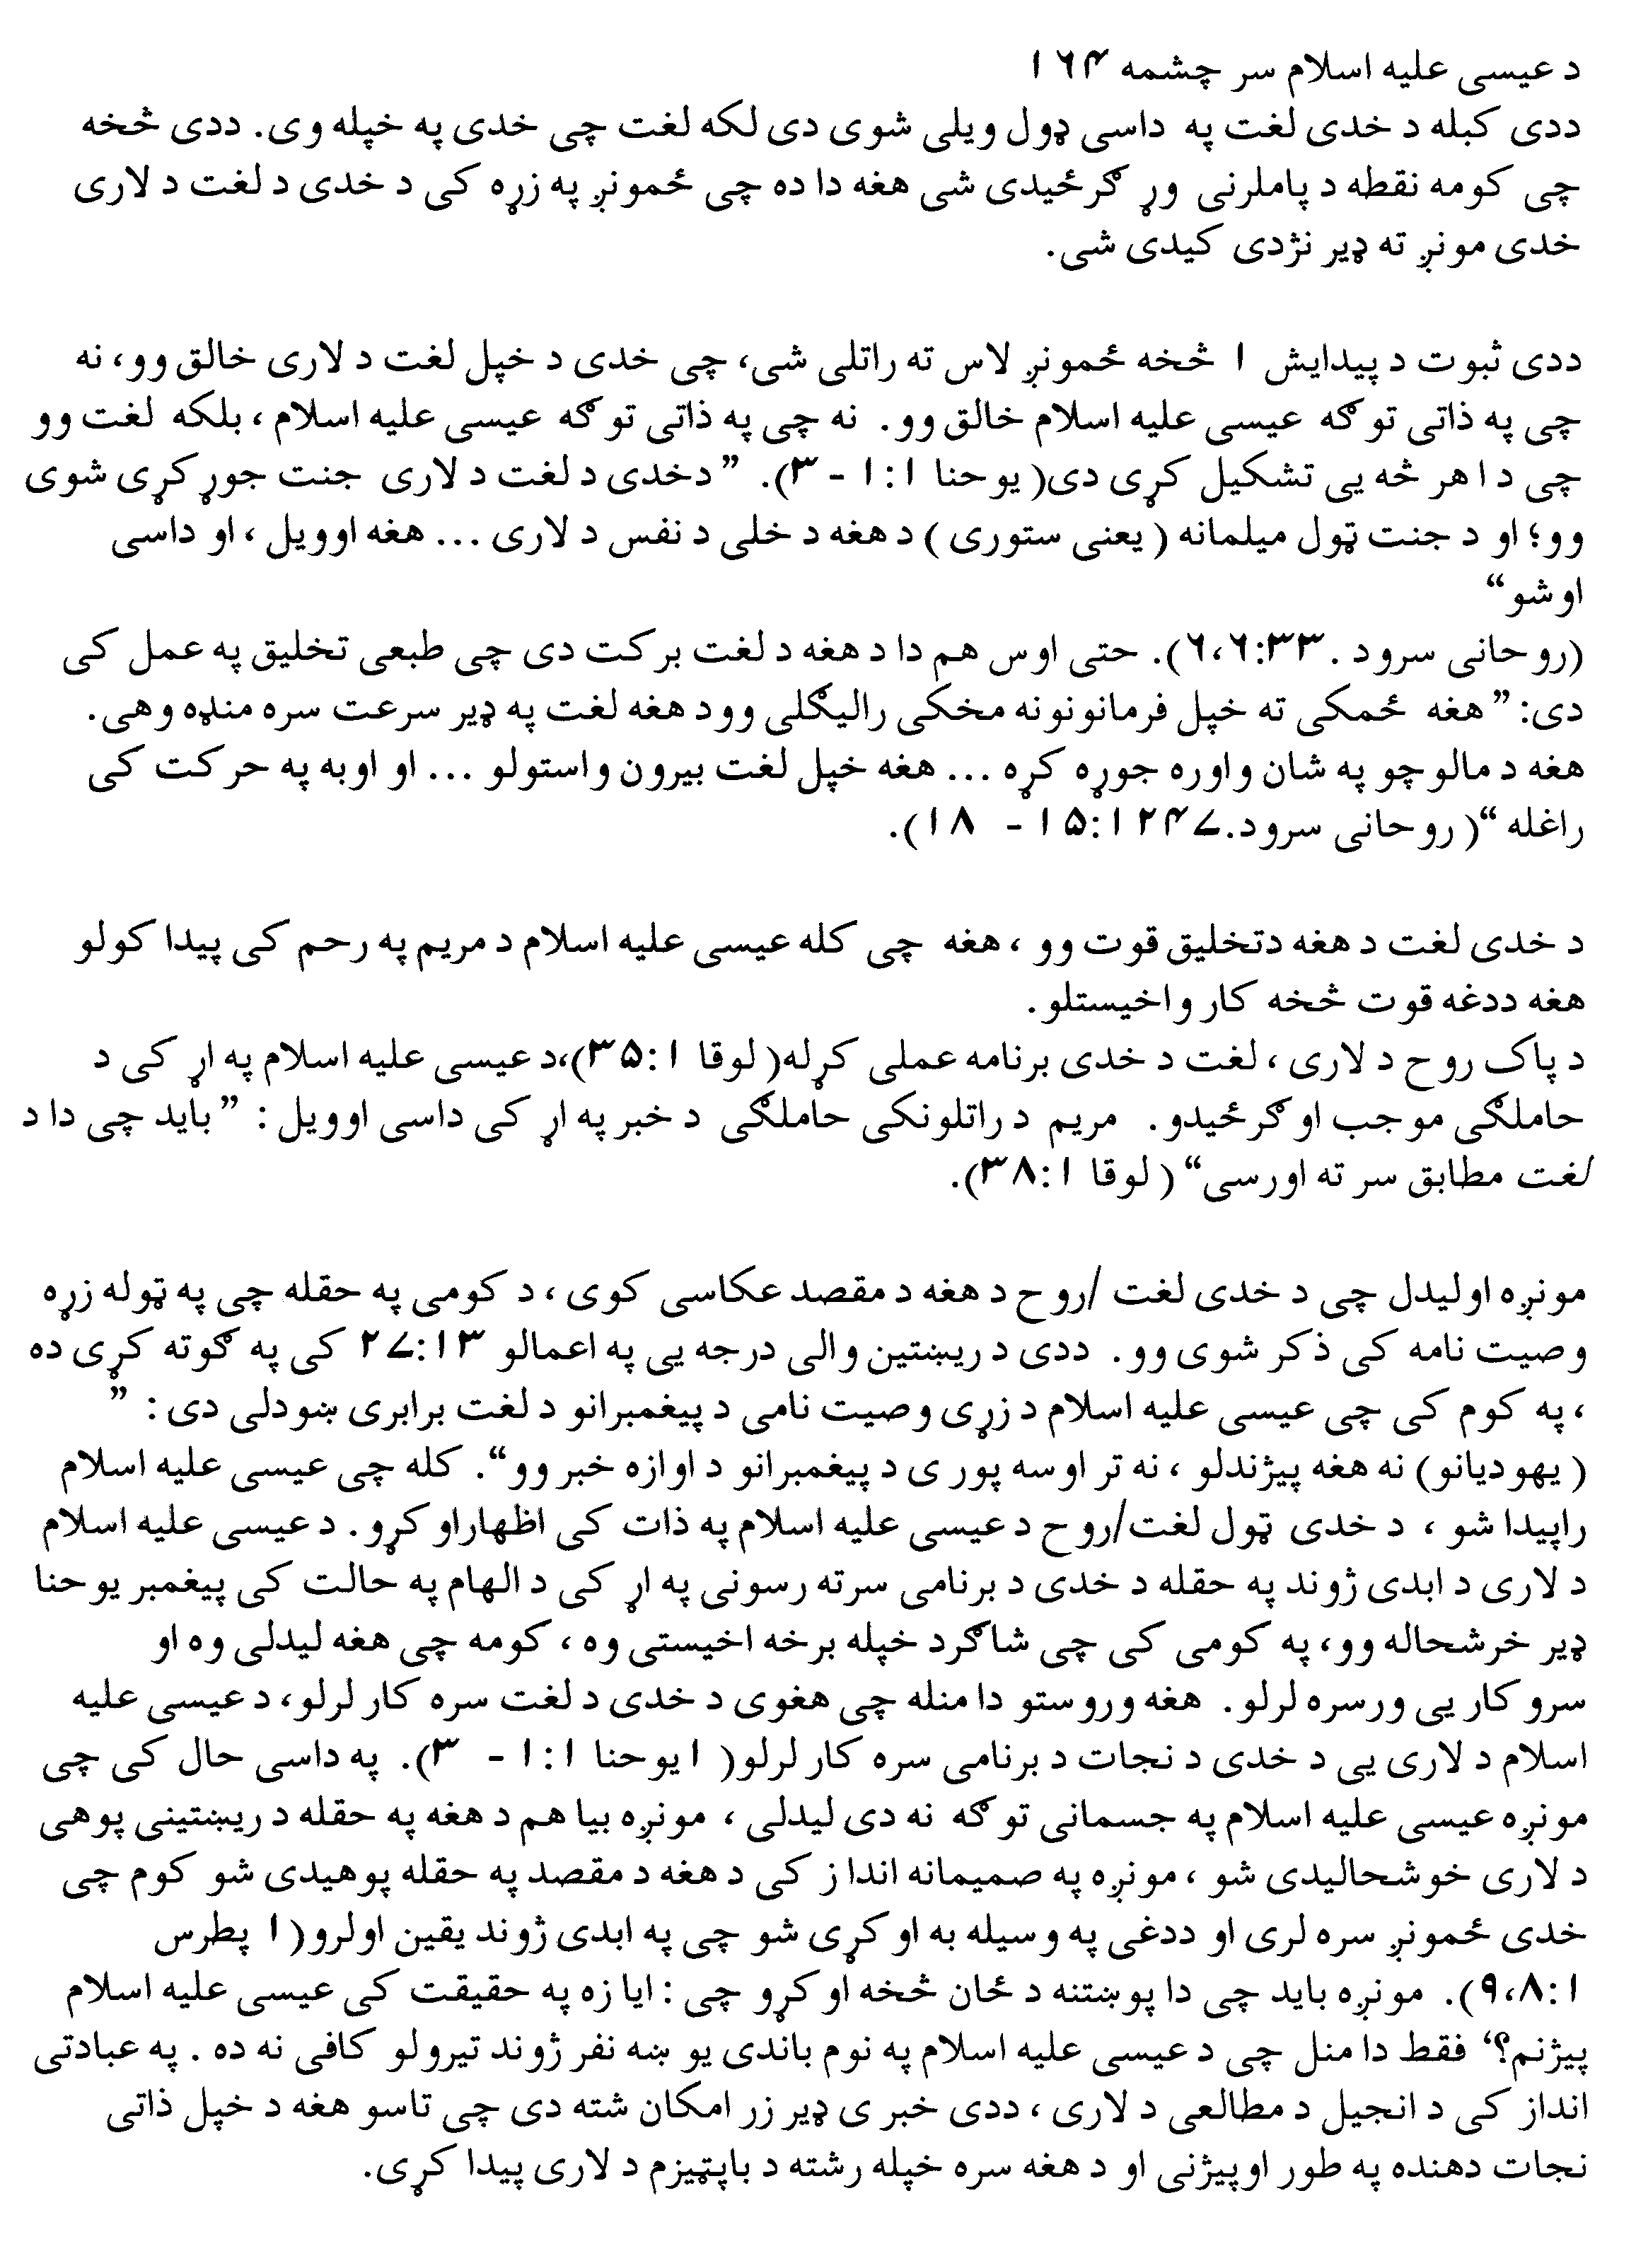 د عیسی علیه اسلام سر چشمه ۱۶۴
ددی کبله د خدی لغت په داسی ډول ویلی شوی دی لکه لغت چی خدی په خپله وی. ددی څخه
چی کومه نقطه د پاملرنی وړ ګرځیدی شی هغه دا ده چی څمونږ په زړه کی د خدی د لغت د لاری
خدی مونږ ته ډیر نژدی کیدی شی.

ددی ثبوت د پیدایش ۱ څخه څمونږ لاس ته راتلی شی، چی خدی د خپل لغت د لاری خالق وو، نه
چی په ذاتی توګه عیسی علیه اسلام خالق وو. نه چی په ذاتی توګه عیسی علیه اسلام ، بلکه لغت وو
چی دا هر څه یی تشکیل کړی دی( یوحنا ۱:۱ - ۳). ”دخدی د لغت د لاری جنت جوړ کړی شوی
وو؛ او د جنت ټول میلمانه ( یعنی ستوری ) د هغه د خلی د نفس د لاری ... هغه اوویل ، او داسی
اوشو“
(روحانی سرود .۳۳:۶،۶). حتی اوس هم دا د هغه د لغت برکت دی چی طبعی تخلیق په عمل کی
دی: ”هغه ځمکی ته خپل فرمانونونه مخکی رالیګلی وود هغه لغت په ډیر سرعت سره منډه وهی.
هغه د مالوچو په شان واوره جوړه کړه ... هغه خپل لغت بیرون واستولو ... او اوبه په حرکت کی
راغله “( روحانی سرود.۱۲۴۷:۱۵ - ۱۸).

د خدی لغت د هغه دتخلیق قوت وو ، هغه چی کله عیسی علیه اسلام د مریم په رحم کی پیدا کولو
هغه ددغه قوت څخه کار واخیستلو .
د پاک روح د لاری ، لغت د خدی برنامه عملی کړله( لوقا ۱:۳۵)،د عیسی علیه اسلام په اړ کی د
حاملګی موجب اوګرځیدو. مریم د راتلونکی حاملګی د خبر په اړ کی داسی اوویل : ”باید چی دا د
لغت مطابق سر ته اورسی“ ( لوقا ۱:۳۸).

مونږه اولیدل چی د خدی لغت /روح د هغه د مقصد عکاسی کوی ، د کومی په حقله چی په ټوله زړه
وصیت نامه کی ذکر شوی وو. ددی د ریښتین والی درجه یی په اعمالو ۱۳:۲۷ کی په ګوته کړی ده
، په کوم کی چی عیسی علیه اسلام د زړی وصیت نامی د پیغمبرانو د لغت برابری ښودلی دی : ”
( یهودیانو) نه هغه پیژندلو ، نه تر اوسه پوری د پیغمبرانو د اوازه خبر وو“. کله چی عیسی علیه اسلام
راپیدا شو ، د خدی ټول لغت/روح د عیسی علیه اسلام په ذات کی اظهاراوکړو. د عیسی علیه اسلام
د لاری د ابدی ژوند په حقله د خدی د برنامی سرته رسونی په اړ کی د الهام په حالت کی پیغمبر یوحنا
ډیر خرشحاله وو، په کومی کی چی شاګرد خپله برخه اخیستی وه ، کومه چی هغه لیدلی وه او
سروکار یی ورسره لرلو. هغه وروستو دا منله چی هغوی د خدی د لغت سره کار لرلو، د عیسی علیه
اسلام د لاری یی د خدی د نجات د برنامی سره کار لرلو( ۱یوحنا ۱:۱ - ۳). په داسی حال کی چی
مونږه عیسی علیه اسلام په جسمانی توګه نه دی لیدلی ، مونږه بیا هم د هغه په حقله د ریښتینی پوهی
د لاری خوشحالیدی شو ، مونږه په صمیمانه انداز کی د هغه د مقصد په حقله پوهیدی شو کوم چی
خدی څمونږ سره لری او ددغی په وسیله به اوکړی شو چی په ابدی ژوند یقین اولرو( ۱ پطرس
۱:۸،۹). مونږه باید چی دا پوښتنه د ځان څخه اوکړو چی : ایا زه په حقیقت کی عیسی علیه اسلام
پیژنم؟‘ فقط دا منل چی د عیسی علیه اسلام په نوم باندی یو ښه نفر ژوند تیرولو کافی نه ده . په عبادتی
انداز کی د انجیل د مطالعی د لاری ، ددی خبری ډیر زر امکان شته دی چی تاسو هغه د خپل ذاتی
نجات دهنده په طور اوپیژنی او د هغه سره خپله رشته د باپټیزم د لاری پیدا کړی.